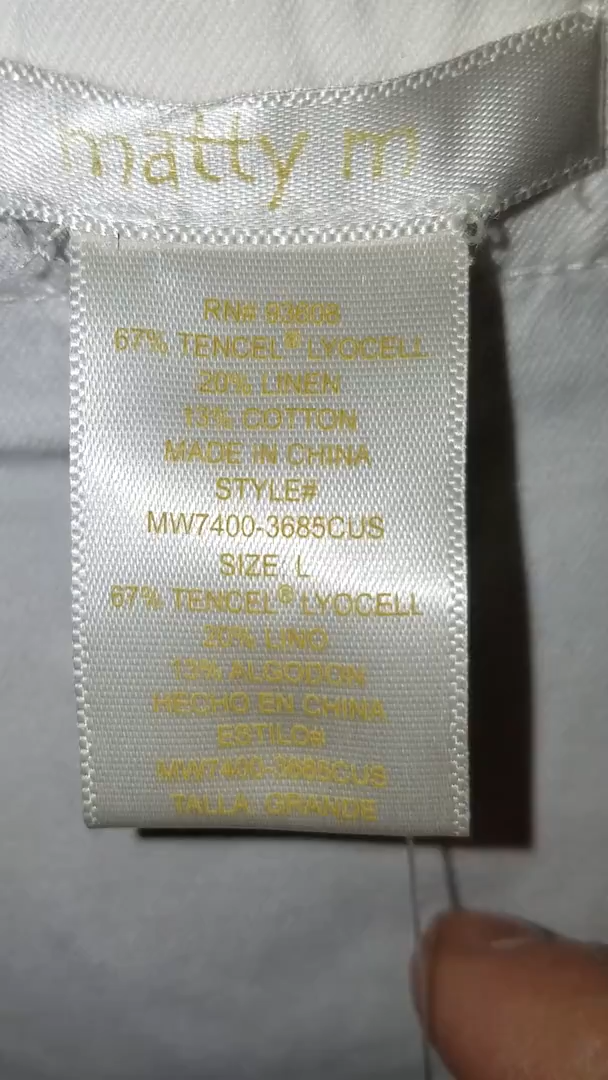 matty m
RN# 93608
67% TENCEL® LYOCELL
20% LINEN
13% COTTON
MADE IN CHINA
STYLE#
MW7400-3685CUS
SIZE L
67% TENCEL® LYOCELL
20% LINO
13% ALGODON
HECHO EN CHINA
ESTILO#
MW7400-3685CUS
TALLA: GRANDE